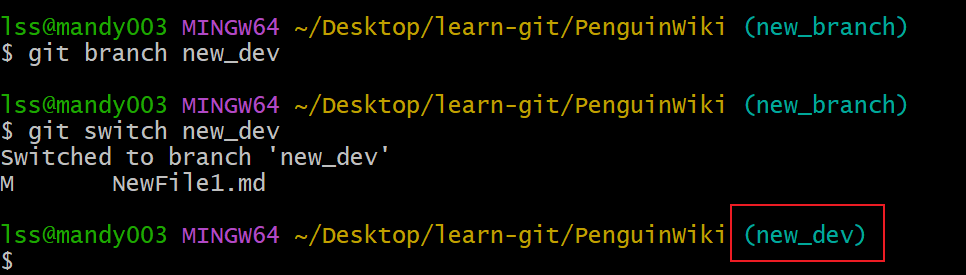 lss@mandy003 MINGW64 ~/Desktop/learn-git/PenguinWiki (new_branch)
$ git branch new_dev
lss@mandy003 MINGW64 ~/Desktop/learn-git/PenguinWiki (new_branch)
$ git switch new_dev
Switched to branch 'new_dev'
M       NewFile1.md
lss@mandy003 MINGW64 ~/Desktop/learn-git/PenguinWiki (new_dev)
$